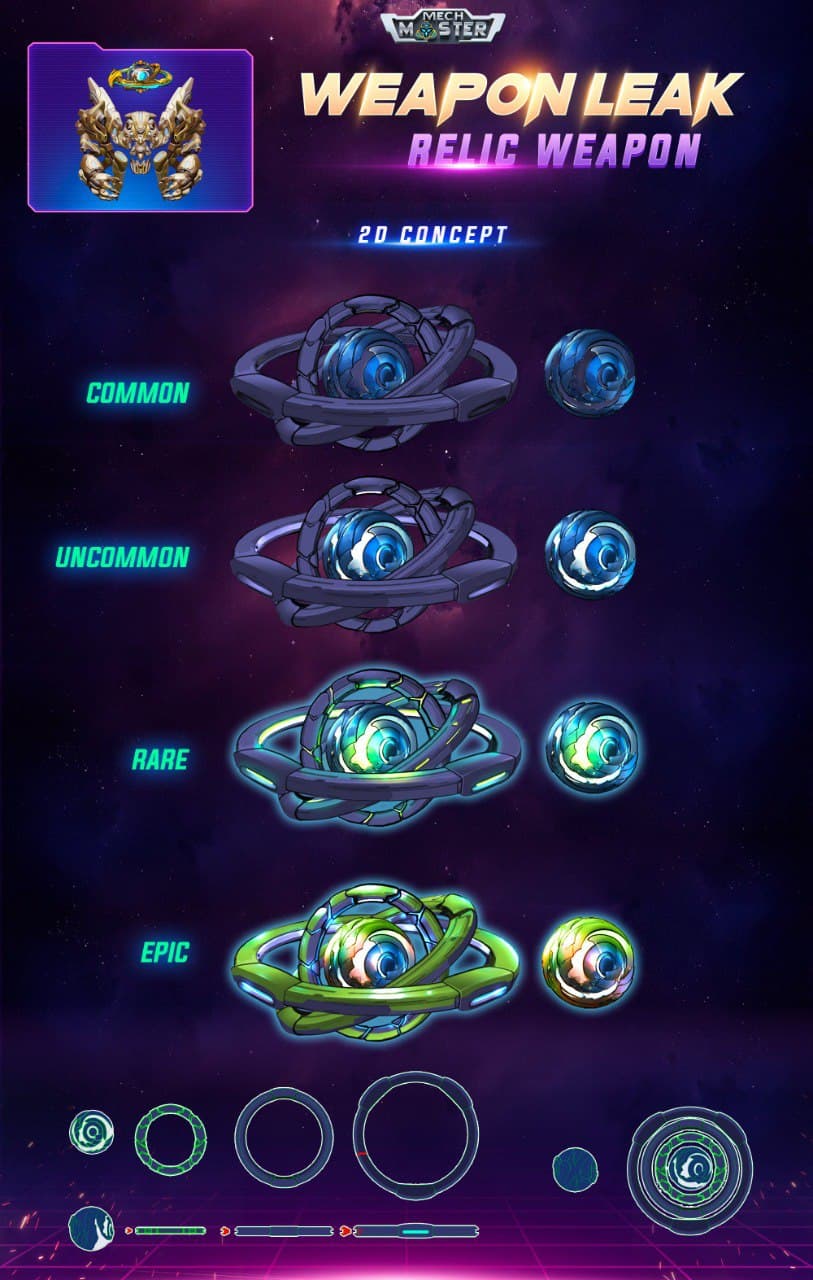 MECH
MASTER
WEAPON LEAK
RELIC WEAPON
2D CONCEPT
COMMON
UNCOMMON
RARE
EPIC